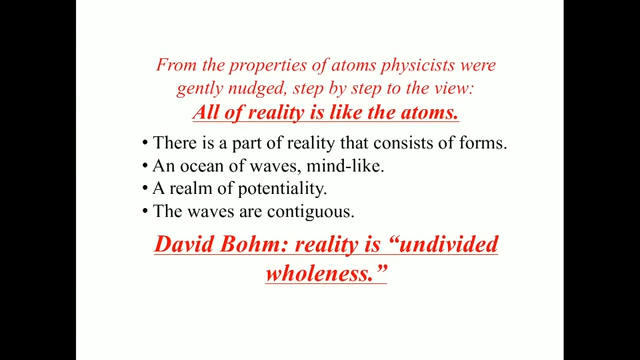 From the properties of atoms physicists were
gently nudged, step by step to the view:
All of reality is like the atoms.
• There is a part of reality that consists of forms.
• An ocean of waves, mind-like.
• A realm of potentiality.
• The waves are contiguous.
David Bohm: reality is “undivided
wholeness.”